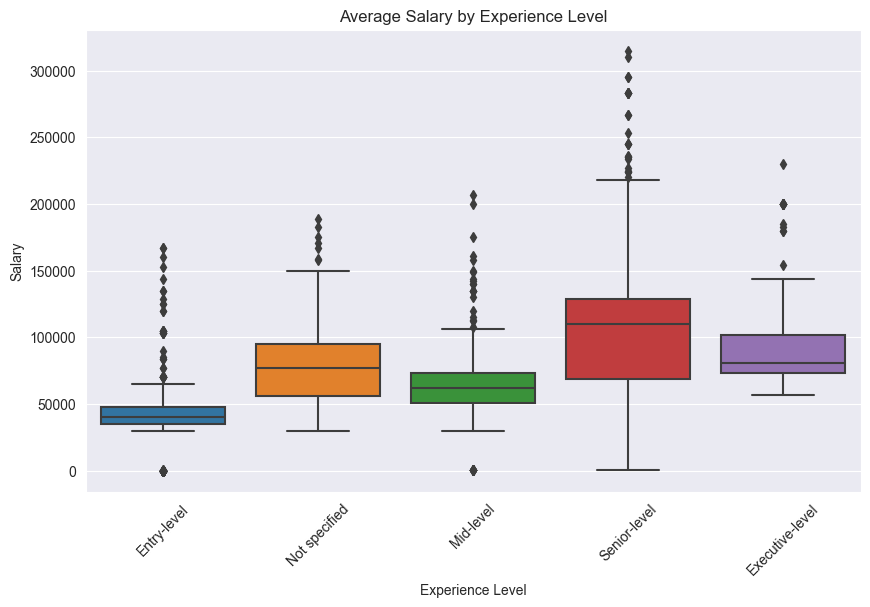 Average Salary by Experience Level
Salary
300000
250000
200000
150000
100000
50000
0
Entry-level
Not specified
Mid-level
Senior-level
Executive-level
Experience Level